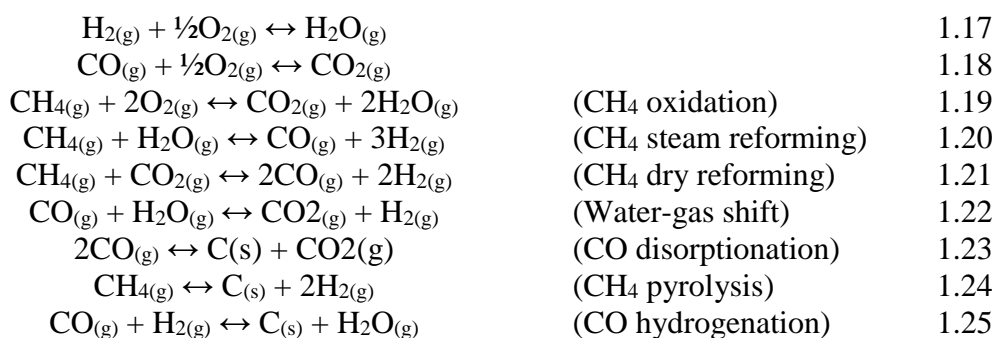 H₂(g) + ½O₂(g) ↔ H₂O(g) 1.17
CO(g) + ½O₂(g) ↔ CO₂(g) 1.18
CH₄(g) + 2O₂(g) ↔ CO₂(g) + 2H₂O(g) (CH₄ oxidation) 1.19
CH₄(g) + H₂O(g) ↔ CO(g) + 3H₂(g) (CH₄ steam reforming) 1.20
CH₄(g) + CO₂(g) ↔ 2CO(g) + 2H₂(g) (CH₄ dry reforming) 1.21
CO(g) + H₂O(g) ↔ CO2(g) + H₂(g) (Water-gas shift) 1.22
2CO(g) ↔ C(s) + CO2(g) (CO disorptionation) 1.23
CH₄(g) ↔ C(s) + 2H₂(g) (CH₄ pyrolysis) 1.24
CO(g) + H₂(g) ↔ C(s) + H₂O(g) (CO hydrogenation) 1.25